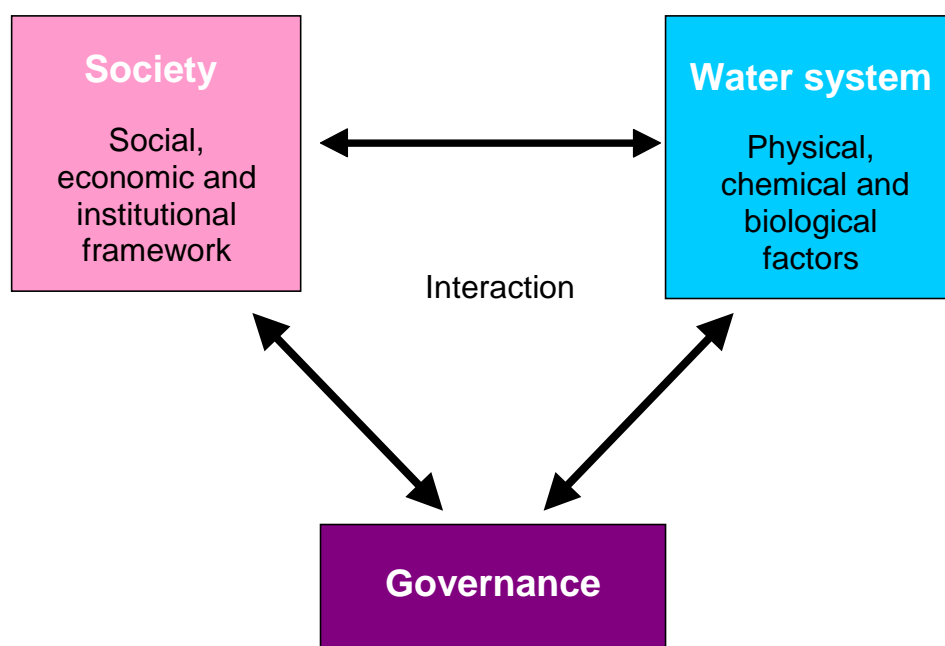 Society
Social,
economic and
institutional
framework
Water system
Physical,
chemical and
biological
factors
Interaction
Governance